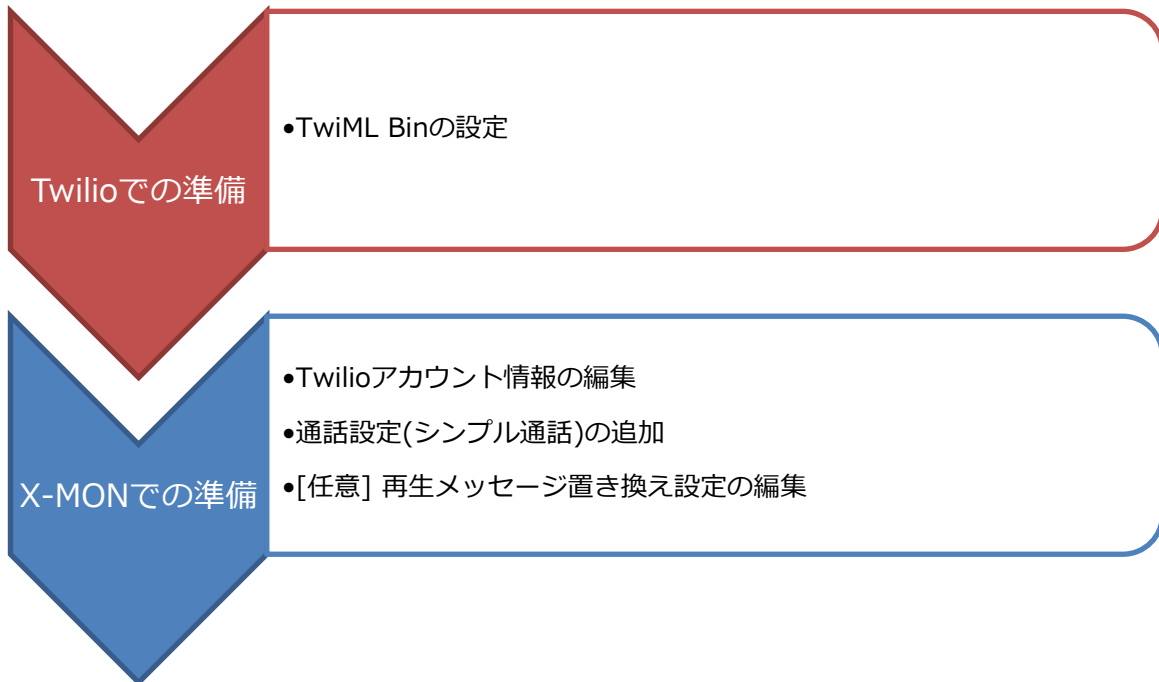 Twilioでの準備
•TwiML Binの設定
X-MONでの準備
•Twilioアカウント情報の編集
•通話設定(シンプル通話)の追加
•[任意] 再生メッセージ置き換え設定の編集